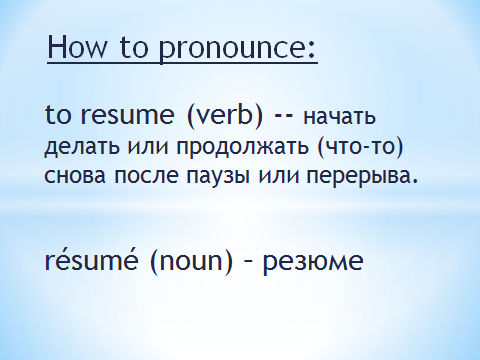 How to pronounce:
to resume (verb) -- начать
делать или продолжать (что-то)
снова после паузы или перерыва.
résumé (noun) – резюме